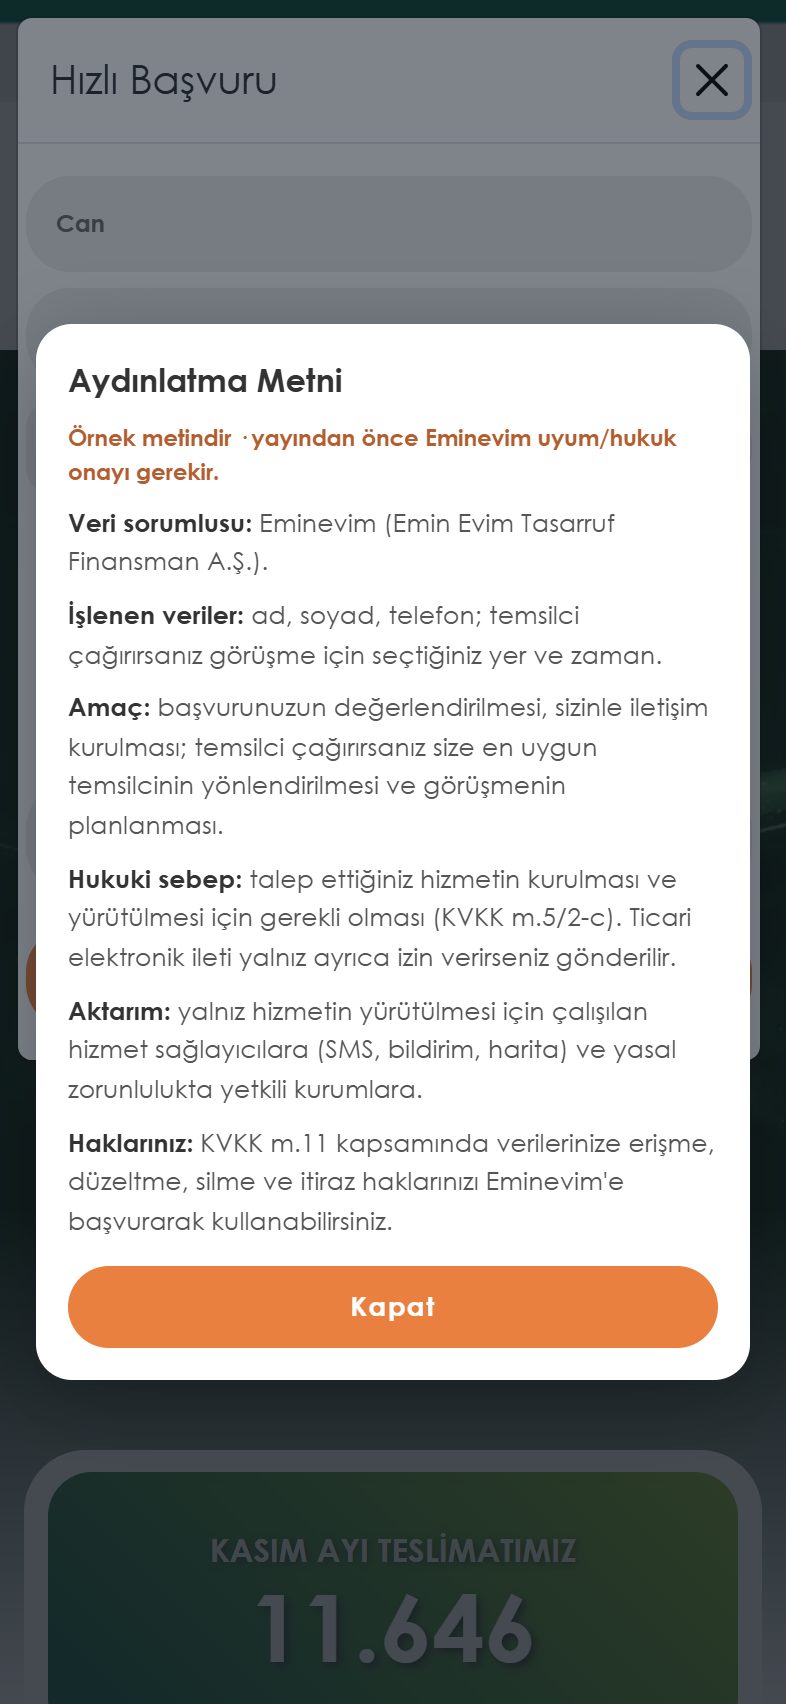 Hızlı Başvuru
Can
Aydınlatma Metni
Örnek metindir · yayından önce Eminevim uyum/hukuk
onayı gerekir.
Veri sorumlusu: Eminevim (Emin Evim Tasarruf
Finansman A.Ş.).
İşlenen veriler: ad, soyad, telefon; temsilci
çağırırsanız görüşme için seçtiğiniz yer ve zaman.
Amaç: başvurunuzun değerlendirilmesi, sizinle iletişim
kurulması; temsilci çağırırsanız size en uygun
temsilcinin yönlendirilmesi ve görüşmenin
planlanması.
Hukuki sebep: talep ettiğiniz hizmetin kurulması ve
yürütülmesi için gerekli olması (KVKK m.5/2-c). Ticari
elektronik ileti yalnız ayrıca izin verirseniz gönderilir.
Aktarım: yalnız hizmetin yürütülmesi için çalışılan
hizmet sağlayıcılara (SMS, bildirim, harita) ve yasal
zorunlulukta yetkili kurumlara.
Haklarınız: KVKK m.11 kapsamında verilerinize erişme,
düzeltme, silme ve itiraz haklarınızı Eminevim'e
başvurarak kullanabilirsiniz.
Kapat
KASIM AYI TESLİMATIMIZ
11.646